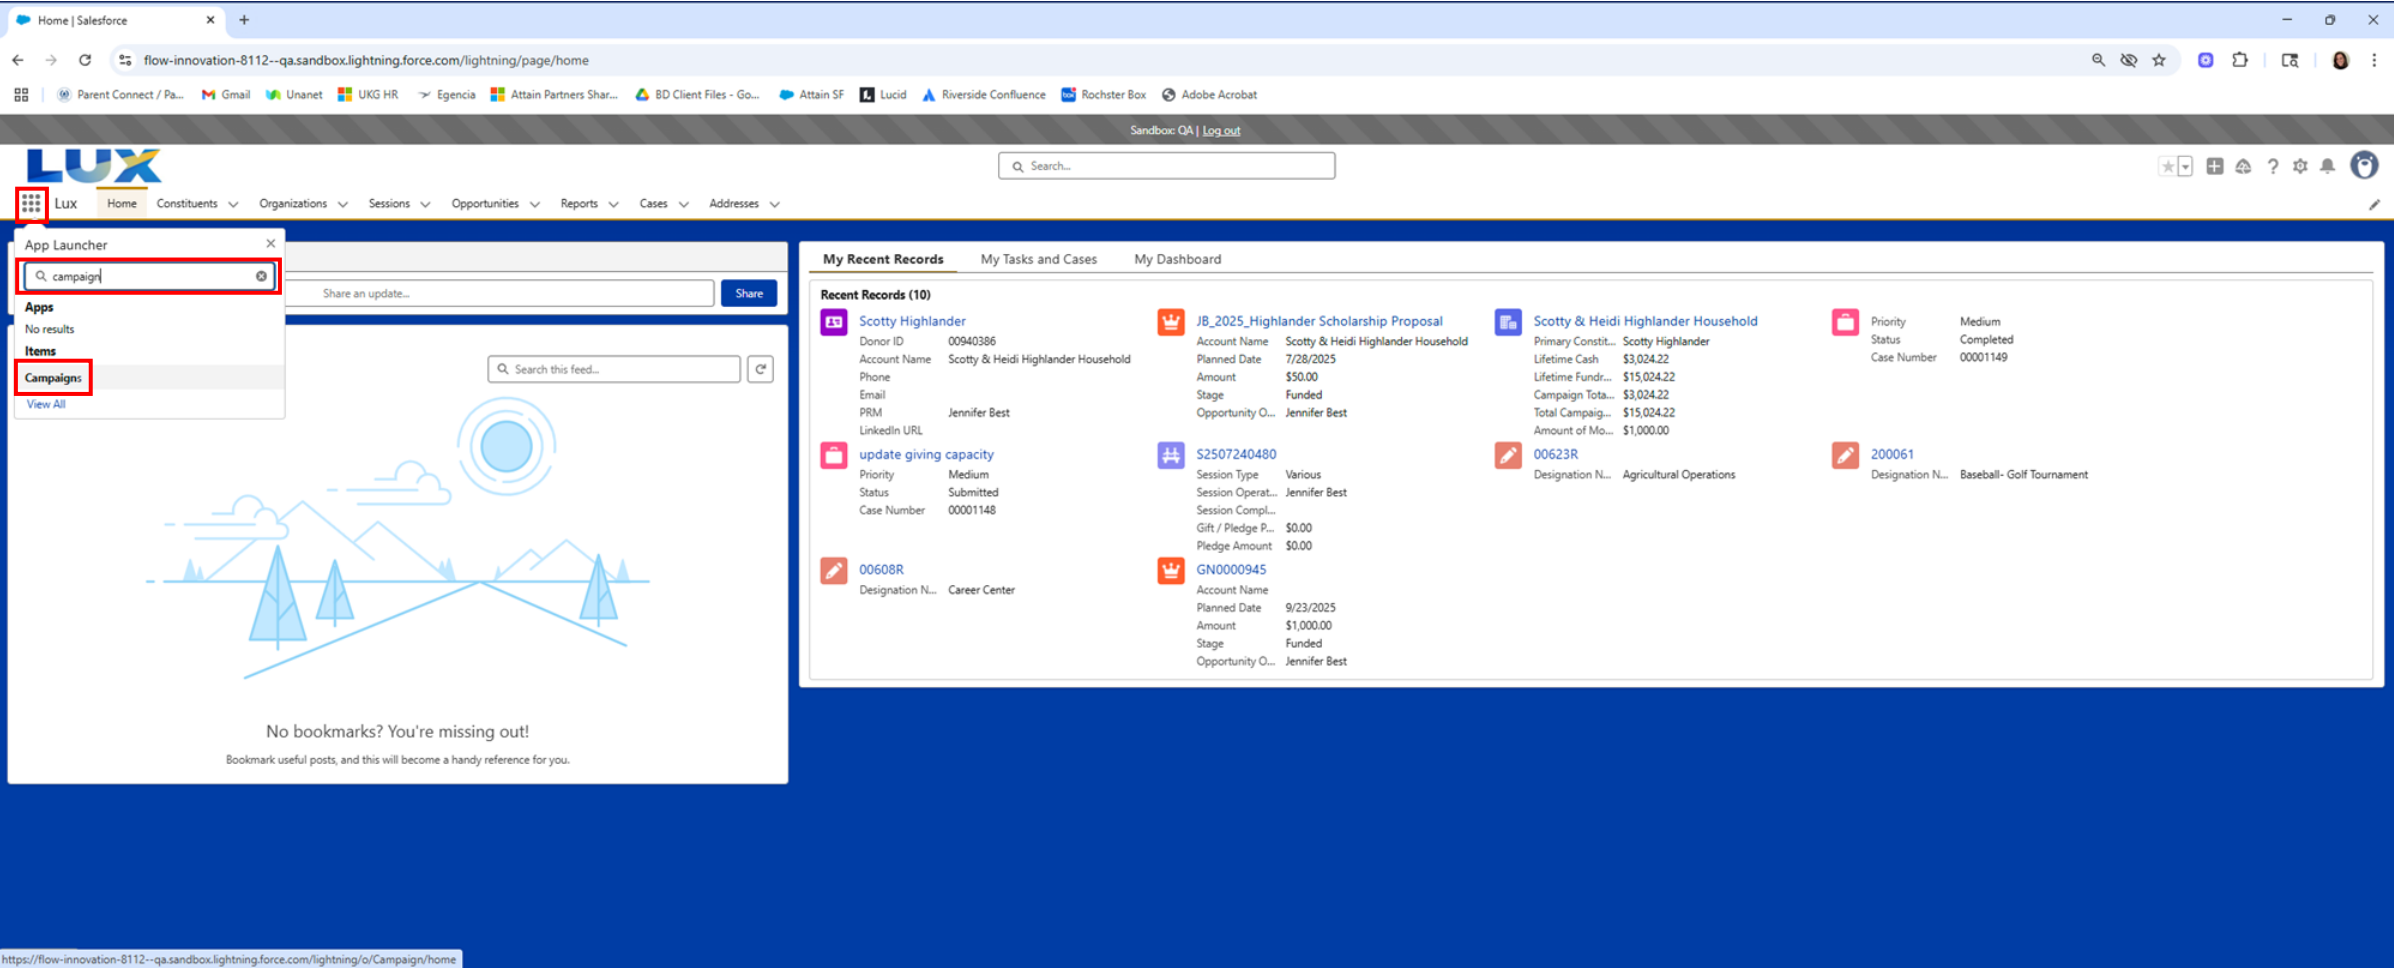 Home | Salesforce
flow-innovation-8112--qa.sandbox.lightning.force.com/lightning/page/home
Parent Connect / Pa... Gmail Unanet UKG HR Egencia Attain Partners Shar... BD Client Files - Go... Attain SF Lucid Riverside Confluence Rochster Box Adobe Acrobat
Sandbox: QA | Log out
LUX
Search...
Lux Home Constituents Organizations Sessions Opportunities Reports Cases Addresses
App Launcher
campaign
Apps
No results
Items
Campaigns
View All
Share an update...
Share
Search this feed...
No bookmarks? You're missing out!
Bookmark useful posts, and this will become a handy reference for you.
My Recent Records My Tasks and Cases My Dashboard
Recent Records (10)
Scotty Highlander
Donor ID 00940386
Account Name Scotty & Heidi Highlander Household
Phone
Email
PRM Jennifer Best
LinkedIn URL
JB_2025_Highlander Scholarship Proposal
Account Name Scotty & Heidi Highlander Household
Planned Date 7/28/2025
Amount $50.00
Stage Funded
Opportunity O... Jennifer Best
Scotty & Heidi Highlander Household
Primary Constit... Scotty Highlander
Lifetime Cash $3,024.22
Lifetime Fundr... $15,024.22
Campaign Tota... $3,024.22
Total Campaig... $15,024.22
Amount of Mo... $1,000.00
Priority Medium
Status Completed
Case Number 00001149
update giving capacity
Priority Medium
Status Submitted
Case Number 00001148
S2507240480
Session Type Various
Session Operat... Jennifer Best
Session Compl...
Gift / Pledge P... $0.00
Pledge Amount $0.00
00623R
Designation N... Agricultural Operations
200061
Designation N... Baseball- Golf Tournament
00608R
Designation N... Career Center
GN0000945
Account Name
Planned Date 9/23/2025
Amount $1,000.00
Stage Funded
Opportunity O... Jennifer Best
https://flow-innovation-8112--qa.sandbox.lightning.force.com/lightning/o/Campaign/home